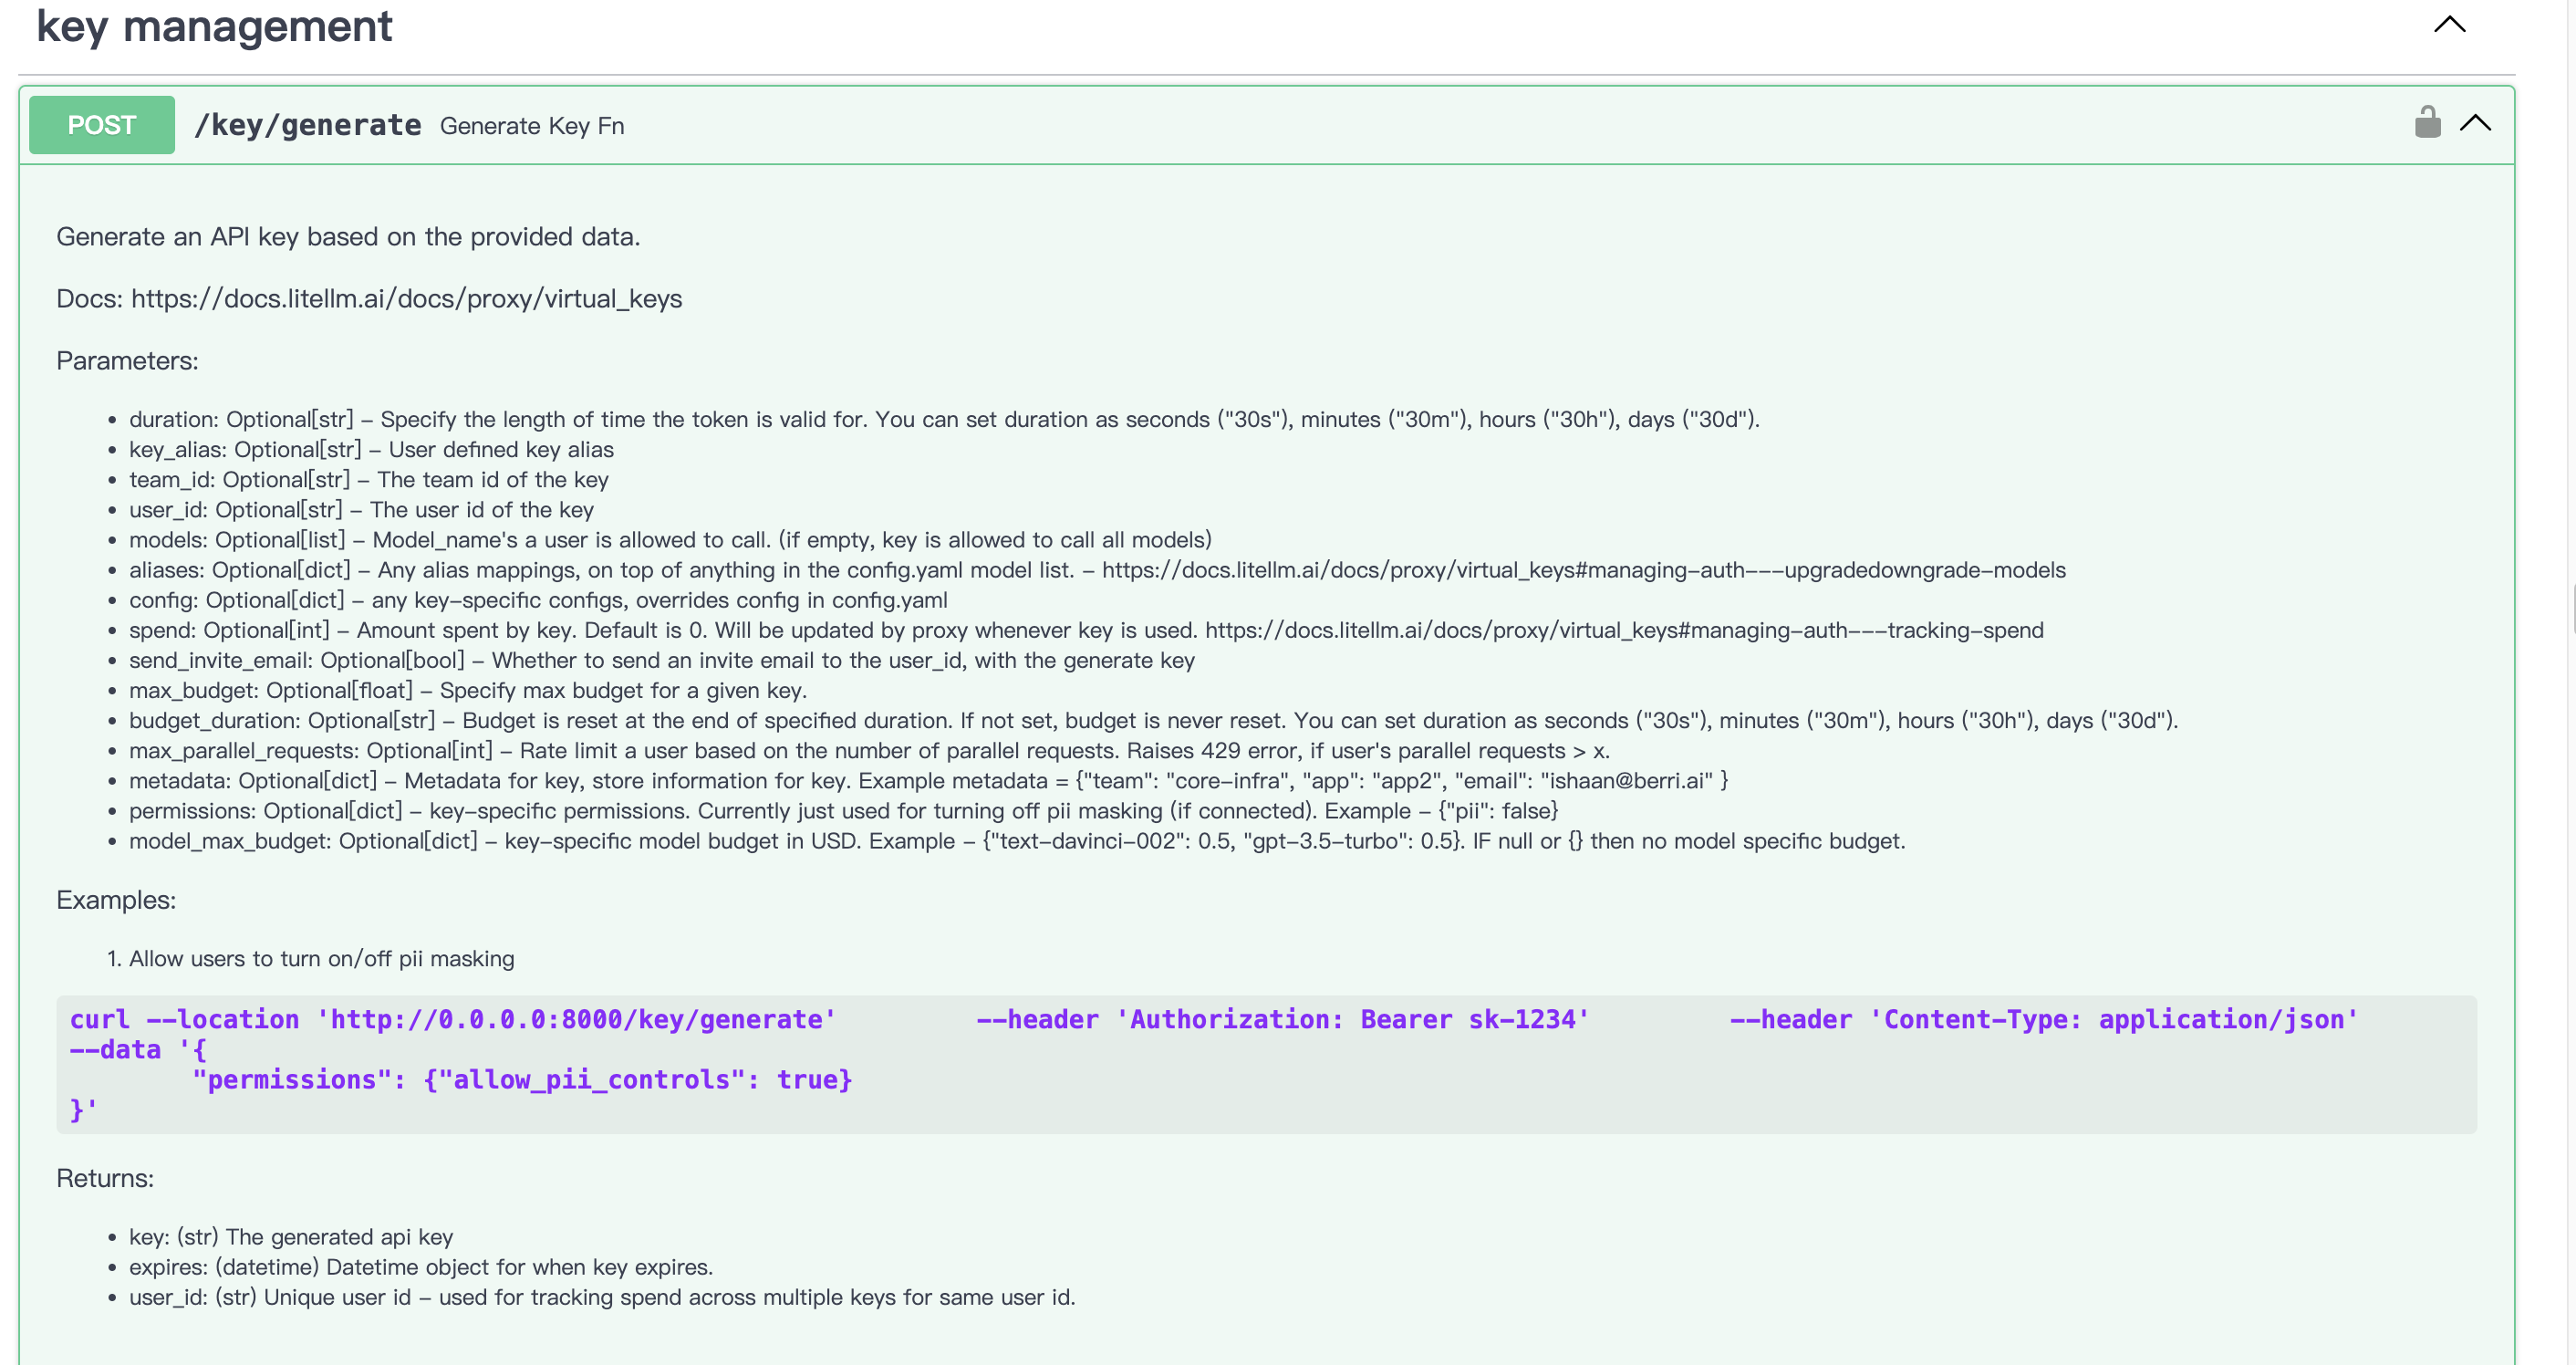 key management
POST /key/generate Generate Key Fn
Generate an API key based on the provided data.
Docs: https://docs.litellm.ai/docs/proxy/virtual_keys
Parameters:
• duration: Optional[str] – Specify the length of time the token is valid for. You can set duration as seconds ("30s"), minutes ("30m"), hours ("30h"), days ("30d").
• key_alias: Optional[str] – User defined key alias
• team_id: Optional[str] – The team id of the key
• user_id: Optional[str] – The user id of the key
• models: Optional[list] – Model_name's a user is allowed to call. (if empty, key is allowed to call all models)
• aliases: Optional[dict] – Any alias mappings, on top of anything in the config.yaml model list. – https://docs.litellm.ai/docs/proxy/virtual_keys#managing-auth---upgradedowngrade-models
• config: Optional[dict] – any key-specific configs, overrides config in config.yaml
• spend: Optional[int] – Amount spent by key. Default is 0. Will be updated by proxy whenever key is used. https://docs.litellm.ai/docs/proxy/virtual_keys#managing-auth---tracking-spend
• send_invite_email: Optional[bool] – Whether to send an invite email to the user_id, with the generate key
• max_budget: Optional[float] – Specify max budget for a given key.
• budget_duration: Optional[str] – Budget is reset at the end of specified duration. If not set, budget is never reset. You can set duration as seconds ("30s"), minutes ("30m"), hours ("30h"), days ("30d").
• max_parallel_requests: Optional[int] – Rate limit a user based on the number of parallel requests. Raises 429 error, if user's parallel requests > x.
• metadata: Optional[dict] – Metadata for key, store information for key. Example metadata = {"team": "core-infra", "app": "app2", "email": "ishaan@berri.ai" }
• permissions: Optional[dict] – key-specific permissions. Currently just used for turning off pii masking (if connected). Example – {"pii": false}
• model_max_budget: Optional[dict] – key-specific model budget in USD. Example – {"text-davinci-002": 0.5, "gpt-3.5-turbo": 0.5}. IF null or {} then no model specific budget.
Examples:
1. Allow users to turn on/off pii masking
curl --location 'http://0.0.0.0:8000/key/generate' --header 'Authorization: Bearer sk-1234' --header 'Content-Type: application/json'
--data '{
"permissions": {"allow_pii_controls": true}
}'
Returns:
• key: (str) The generated api key
• expires: (datetime) Datetime object for when key expires.
• user_id: (str) Unique user id – used for tracking spend across multiple keys for same user id.